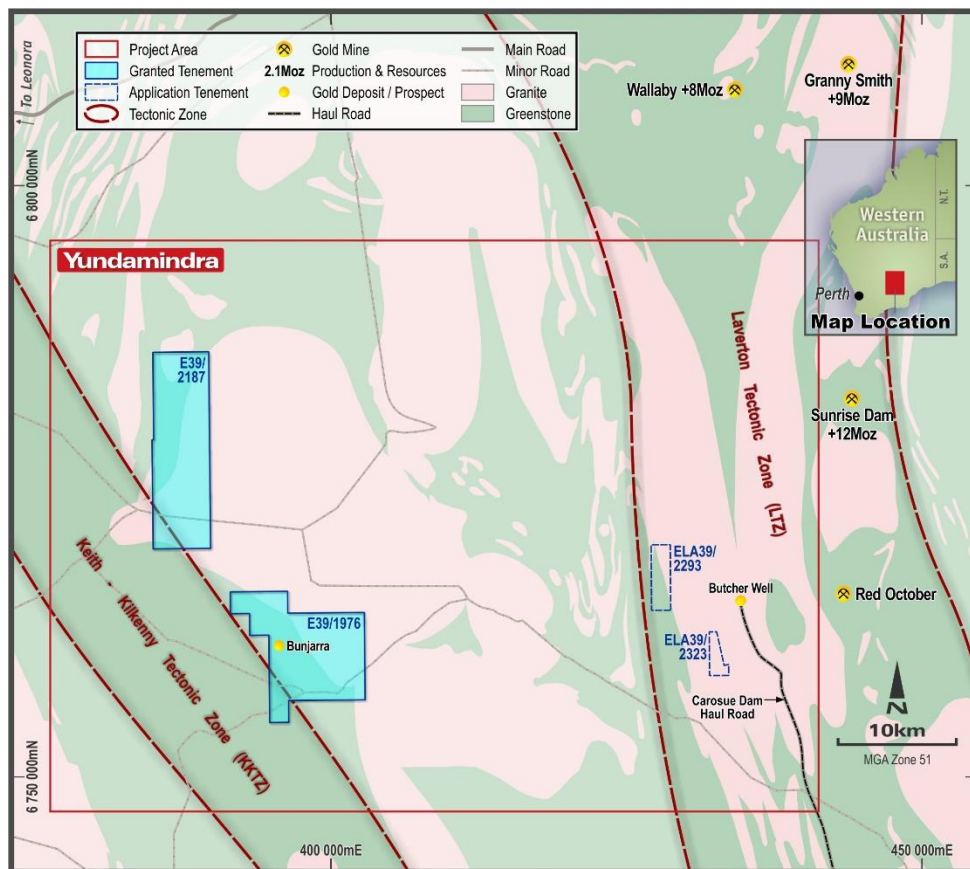 Project Area
Granted Tenement
Application Tenement
Tectonic Zone
Gold Mine
2.1Moz Production & Resources
Gold Deposit / Prospect
Haul Road
Main Road
Minor Road
Granite
Greenstone
To Leonora
Wallaby +8Moz
Granny Smith
+9Moz
6 800 000mN
Western
Australia
N.T.
S.A.
Perth
Map Location
Yundamindra
E39/
2187
Laverton Tectonic Zone (LTZ)
Sunrise Dam
+12Moz
Keith - Kilkenny Tectonic Zone (KKTZ)
ELA39/
2293
Butcher Well
Red October
E39/1976
Bunjarra
ELA39/
2323
Carosue Dam
Haul Road
N
10km
MGA Zone 51
6 750 000mN
400 000mE
450 000mE